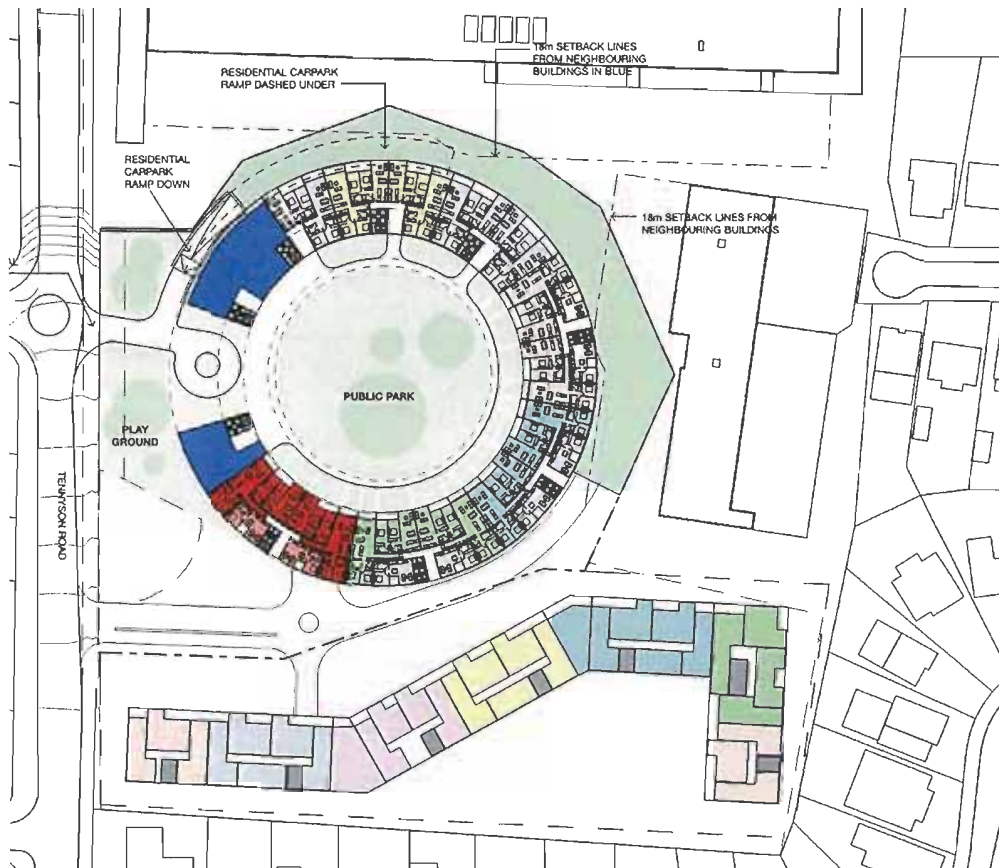 18m SETBACK LINES
FROM NEIGHBOURING
BUILDINGS IN BLUE
RESIDENTIAL CARPARK
RAMP DASHED UNDER
RESIDENTIAL
CARPARK
RAMP DOWN
18m SETBACK LINES FROM
NEIGHBOURING BUILDINGS
PUBLIC PARK
PLAY
GROUND
TENNYSON ROAD